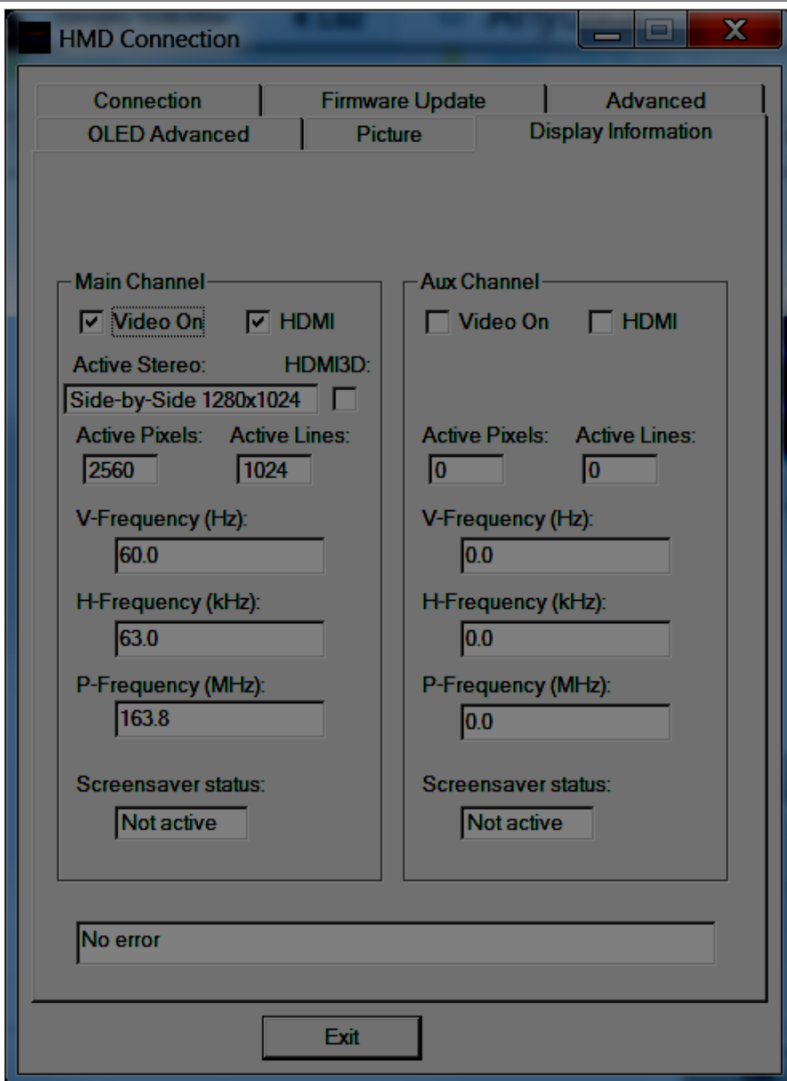 HMD Connection
Connection Firmware Update Advanced
OLED Advanced Picture Display Information
Main Channel
Video On HDMI
Active Stereo: HDMI3D:
Side-by-Side 1280x1024
Active Pixels: Active Lines:
2560 1024
V-Frequency (Hz):
60.0
H-Frequency (kHz):
63.0
P-Frequency (MHz):
163.8
Screensaver status:
Not active
Aux Channel
Video On HDMI
Active Pixels: Active Lines:
0 0
V-Frequency (Hz):
0.0
H-Frequency (kHz):
0.0
P-Frequency (MHz):
0.0
Screensaver status:
Not active
No error
Exit